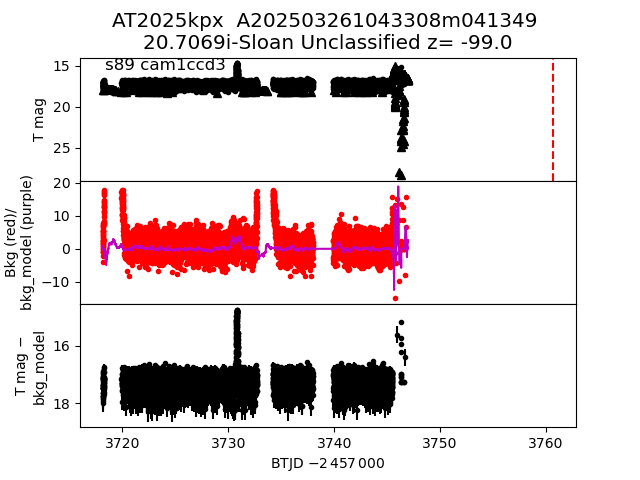 AT2025kpx A202503261043308m041349
20.7069i-Sloan Unclassified z= -99.0
s89 cam1ccd3
T mag
15
20
25
Bkg (red)/
bkg_model (purple)
20
10
0
−10
T mag −
bkg_model
16
18
3720
3730
3740
3750
3760
BTJD −2 457 000